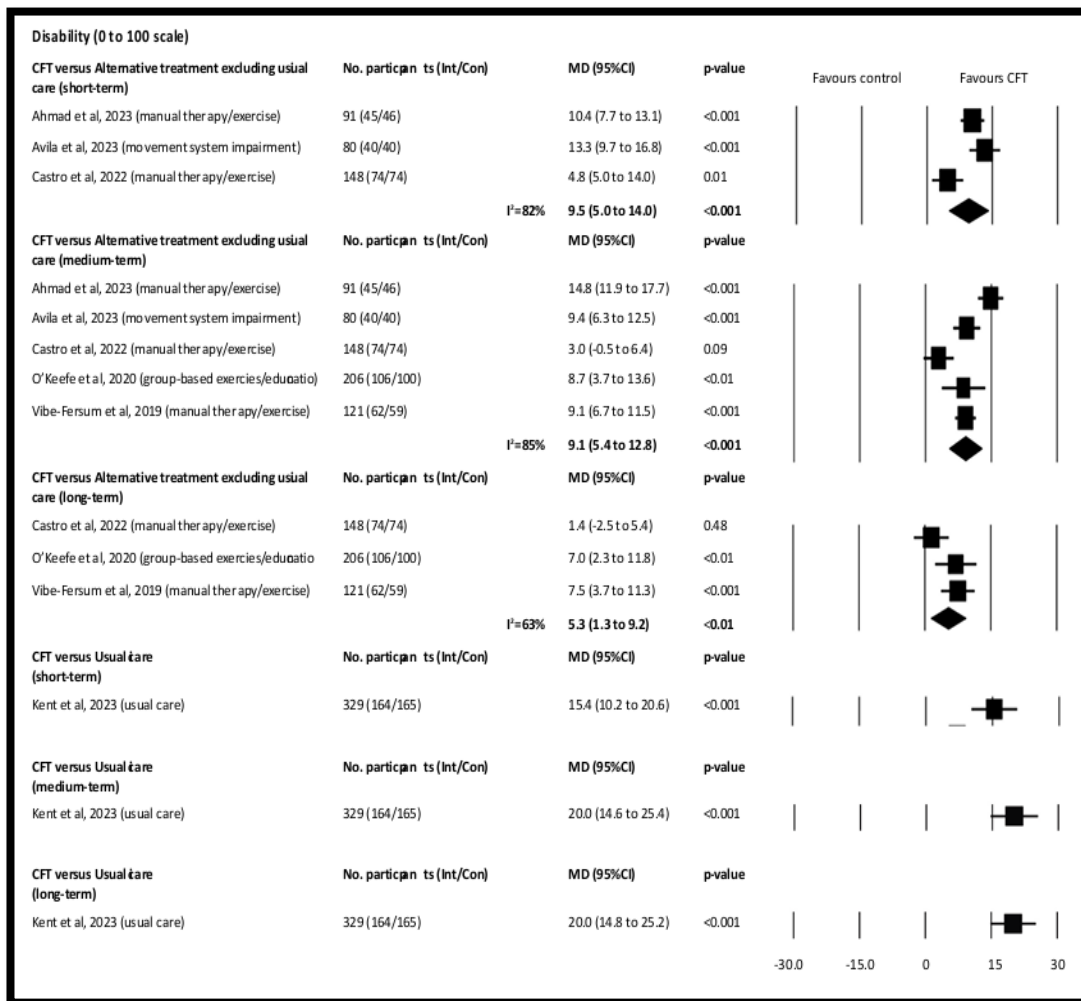 Disability (0 to 100 scale)
CFT versus Alternative treatment excluding usual care (short-term) No. participan ts (Int/Con) MD (95%CI) p-value Favours control Favours CFT
Ahmad et al, 2023 (manual therapy/exercise) 91 (45/46) 10.4 (7.7 to 13.1) <0.001
Avila et al, 2023 (movement system impairment) 80 (40/40) 13.3 (9.7 to 16.8) <0.001
Castro et al, 2022 (manual therapy/exercise) 148 (74/74) 4.8 (5.0 to 14.0) 0.01
I²=82% 9.5 (5.0 to 14.0) <0.001
CFT versus Alternative treatment excluding usual care (medium-term) No. participan ts (Int/Con) MD (95%CI) p-value
Ahmad et al, 2023 (manual therapy/exercise) 91 (45/46) 14.8 (11.9 to 17.7) <0.001
Avila et al, 2023 (movement system impairment) 80 (40/40) 9.4 (6.3 to 12.5) <0.001
Castro et al, 2022 (manual therapy/exercise) 148 (74/74) 3.0 (-0.5 to 6.4) 0.09
O'Keefe et al, 2020 (group-based exercies/edunatio) 206 (106/100) 8.7 (3.7 to 13.6) <0.01
Vibe-Fersum et al, 2019 (manual therapy/exercise) 121 (62/59) 9.1 (6.7 to 11.5) <0.001
I²=85% 9.1 (5.4 to 12.8) <0.001
CFT versus Alternative treatment excluding usual care (long-term) No. participan ts (Int/Con) MD (95%CI) p-value
Castro et al, 2022 (manual therapy/exercise) 148 (74/74) 1.4 (-2.5 to 5.4) 0.48
O'Keefe et al, 2020 (group-based exercies/edunatio 206 (106/100) 7.0 (2.3 to 11.8) <0.01
Vibe-Fersum et al, 2019 (manual therapy/exercise) 121 (62/59) 7.5 (3.7 to 11.3) <0.001
I²=63% 5.3 (1.3 to 9.2) <0.01
CFT versus Usual care (short-term) No. participan ts (Int/Con) MD (95%CI) p-value
Kent et al, 2023 (usual care) 329 (164/165) 15.4 (10.2 to 20.6) <0.001
CFT versus Usual care (medium-term) No. participan ts (Int/Con) MD (95%CI) p-value
Kent et al, 2023 (usual care) 329 (164/165) 20.0 (14.6 to 25.4) <0.001
CFT versus Usual care (long-term) No. participan ts (Int/Con) MD (95%CI) p-value
Kent et al, 2023 (usual care) 329 (164/165) 20.0 (14.8 to 25.2) <0.001
-30.0 -15.0 0 15 30